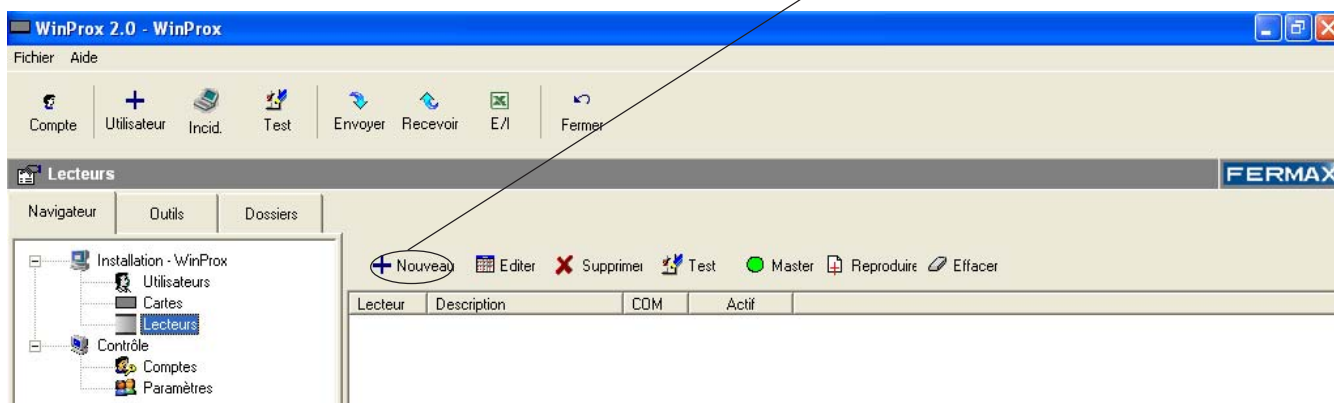 WinProx 2.0 - WinProx
Fichier Aide
Compte Utilisateur Incid. Test Envoyer Recevoir E/I Fermer
Lecteurs FERMAX
Navigateur Outils Dossiers
Installation - WinProx
Utilisateurs
Cartes
Lecteurs
Contrôle
Comptes
Paramètres
Nouveau Editer Supprimer Test Master Reproduire Effacer
Lecteur Description COM Actif